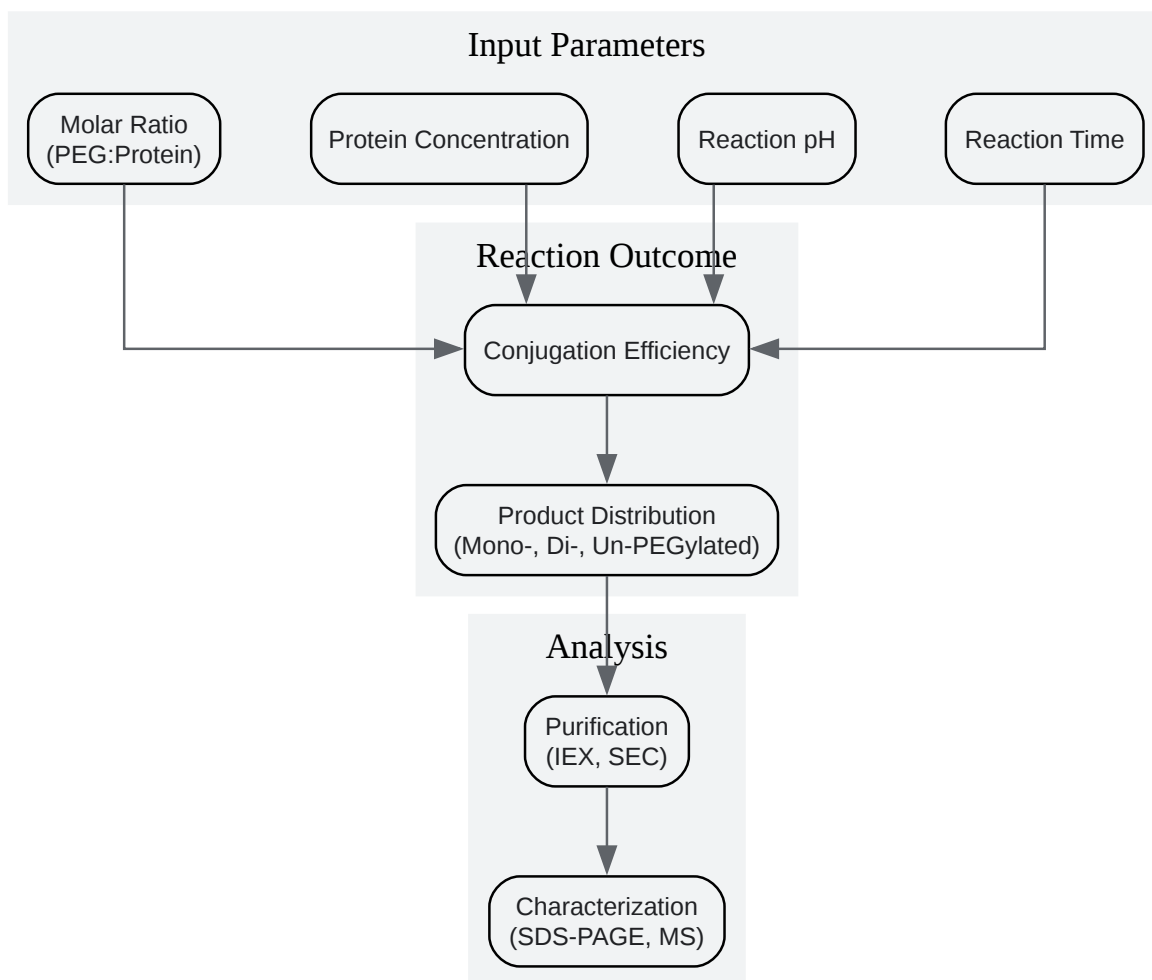 Input Parameters
Molar Ratio
(PEG:Protein)
Protein Concentration
Reaction pH
Reaction Time
Reaction Outcome
Conjugation Efficiency
Product Distribution
(Mono-, Di-, Un-PEGylated)
Analysis
Purification
(IEX, SEC)
Characterization
(SDS-PAGE, MS)